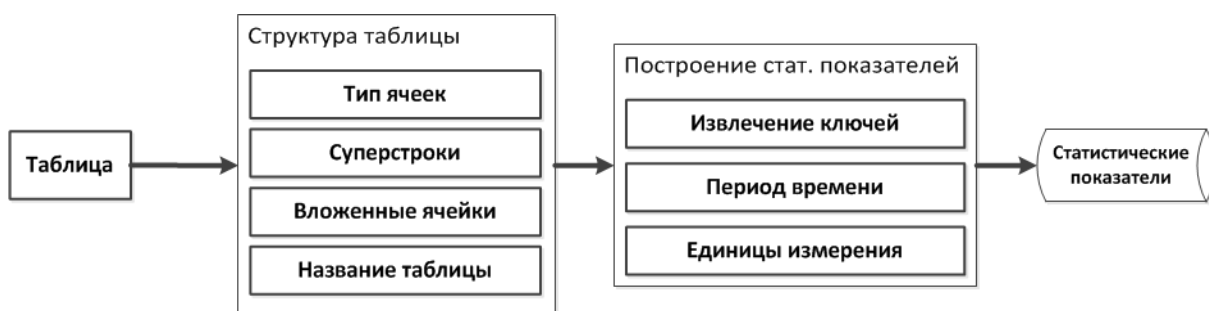 Таблица
Структура таблицы
Тип ячеек
Суперстроки
Вложенные ячейки
Название таблицы
Построение стат. показателей
Извлечение ключей
Период времени
Единицы измерения
Статистические
показатели